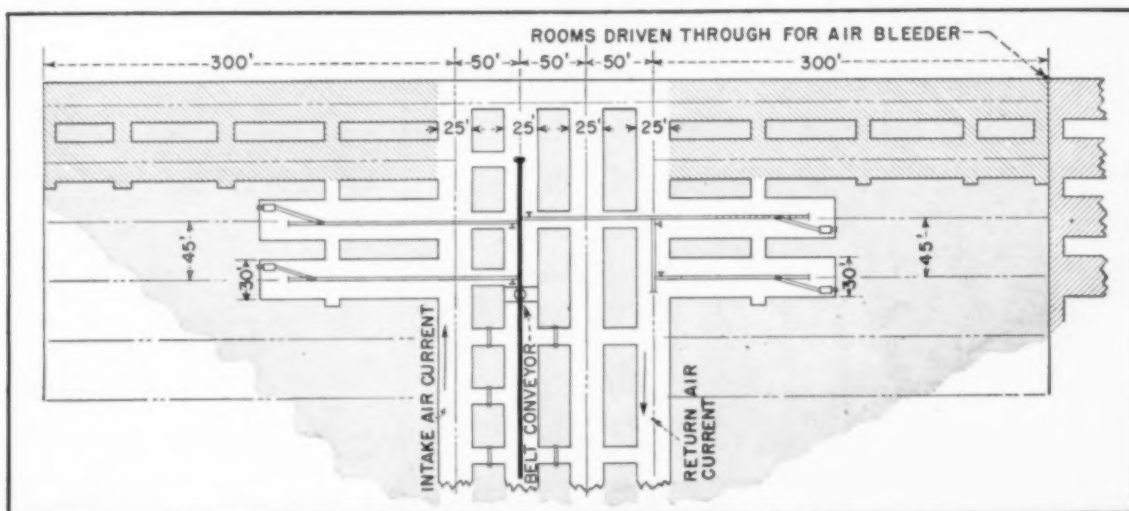 ROOMS DRIVEN THROUGH FOR AIR BLEEDER
300' 50' 50' 50' 300'
25' 25' 25' 25'
45' 45'
30' 30'
INTAKE AIR CURRENT
BELT CONVEYOR
RETURN AIR
CURRENT